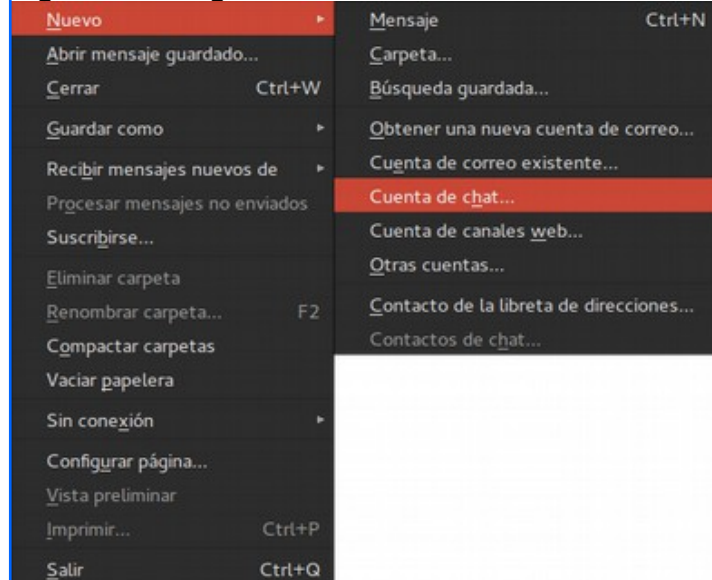 Nuevo
Abrir mensaje guardado...
Cerrar Ctrl+W
Guardar como
Recibir mensajes nuevos de
Procesar mensajes no enviados
Suscribirse...
Eliminar carpeta
Renombrar carpeta... F2
Compactar carpetas
Vaciar papelera
Sin conexión
Configurar página...
Vista preliminar
Imprimir... Ctrl+P
Salir Ctrl+Q
Mensaje Ctrl+N
Carpeta...
Búsqueda guardada...
Obtener una nueva cuenta de correo...
Cuenta de correo existente...
Cuenta de chat...
Cuenta de canales web...
Otras cuentas...
Contacto de la libreta de direcciones...
Contactos de chat...